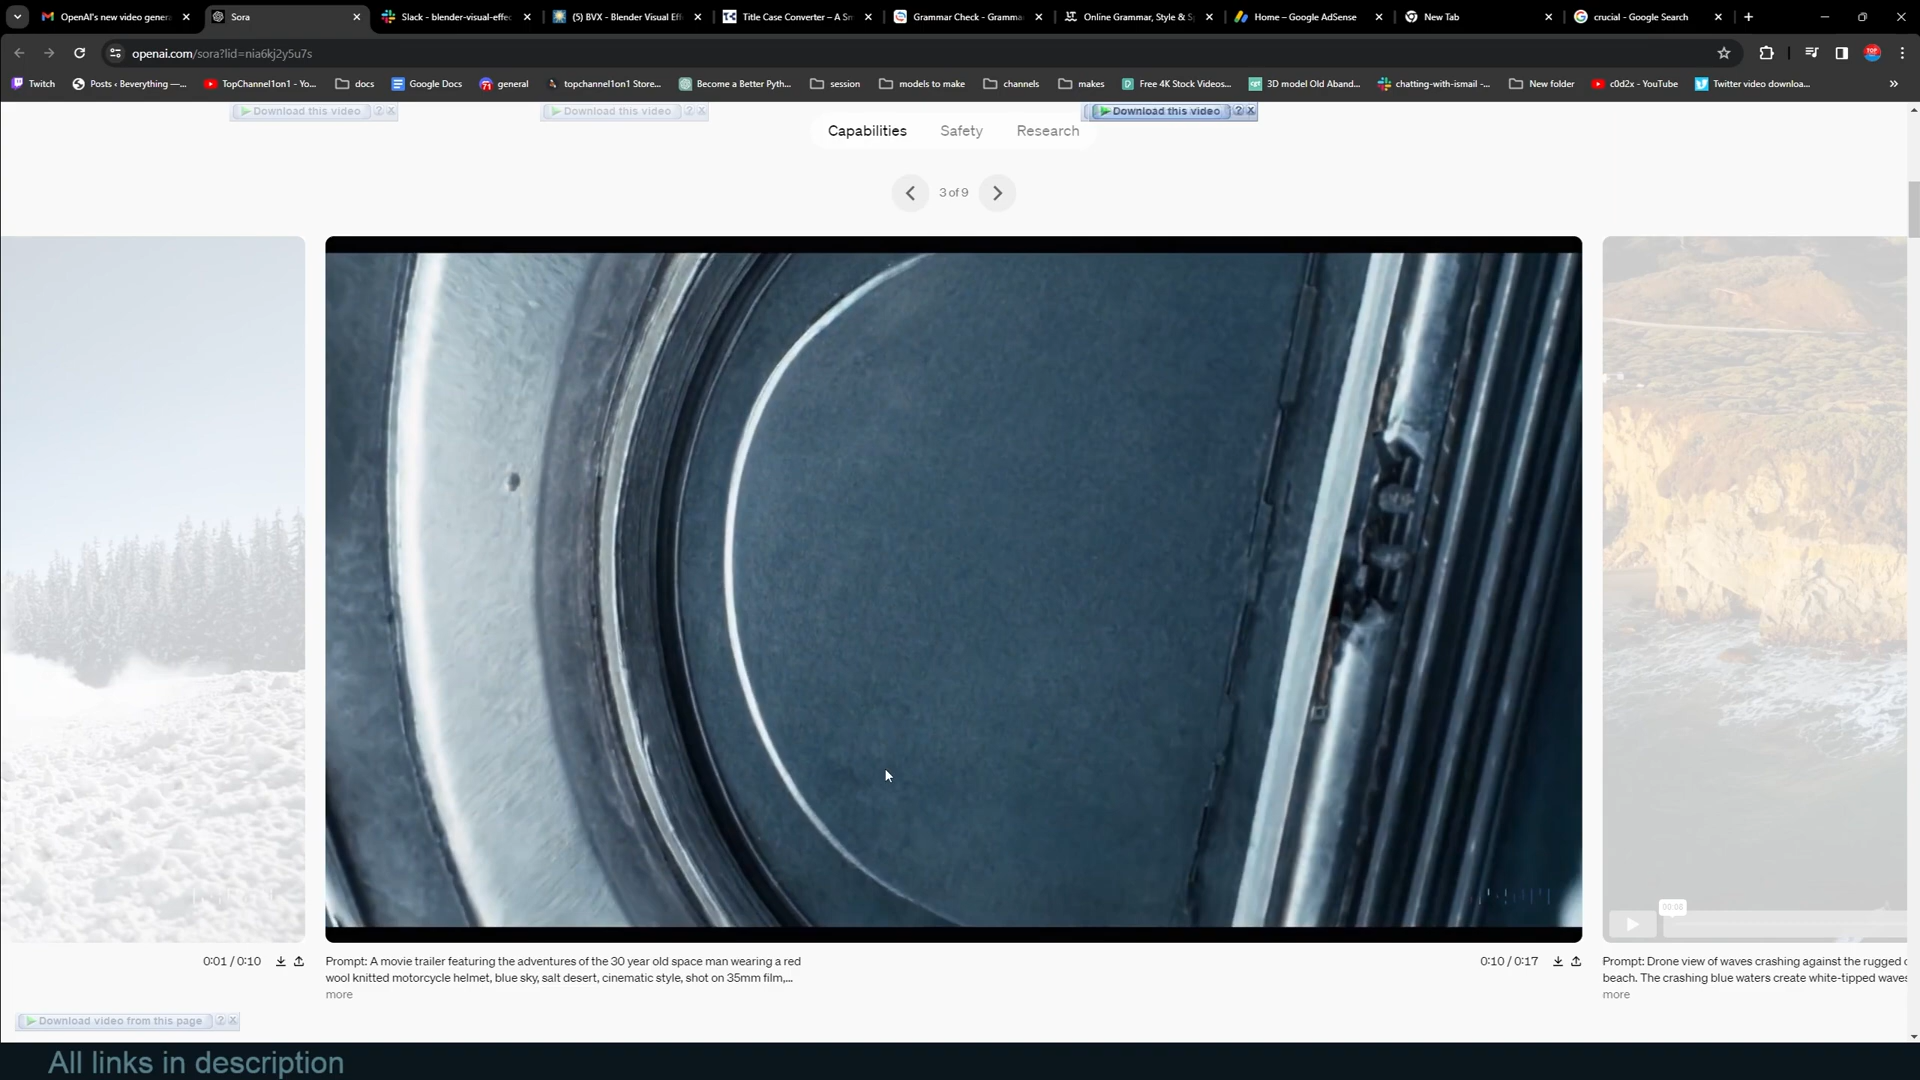 OpenAI's new video genera
Sora
Slack - blender-visual-effec
(5) BVX - Blender Visual Eff
Title Case Converter – A Sm
Grammar Check - Gramma
Online Grammar, Style & S
Home – Google AdSense
New Tab
crucial - Google Search
openai.com/sora?lid=nia6kj2y5u7s
Twitch
Posts ‹ Beverything —...
TopChannel1on1 - Yo...
docs
Google Docs
general
topchannel1on1 Store...
Become a Better Pyth...
session
models to make
channels
makes
Free 4K Stock Videos...
3D model Old Aband...
chatting-with-ismail -...
New folder
c0d2x - YouTube
Twitter video downloa...
»
Download this video ? x
Download this video ? x
Download this video ? x
Capabilities Safety Research
3 of 9
00:08
0:01 / 0:10
Prompt: A movie trailer featuring the adventures of the 30 year old space man wearing a red
wool knitted motorcycle helmet, blue sky, salt desert, cinematic style, shot on 35mm film,...
more
0:10 / 0:17
Prompt: Drone view of waves crashing against the rugged c
beach. The crashing blue waters create white-tipped waves
more
Download video from this page ? x
All links in description